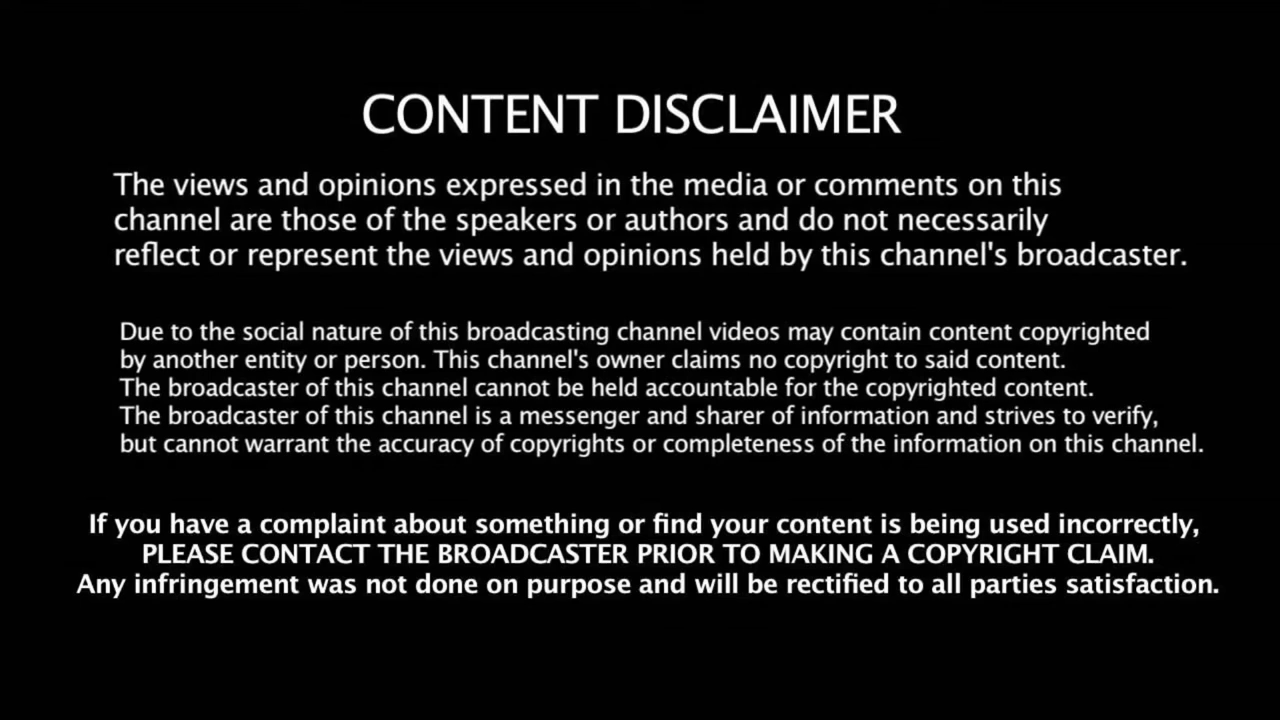 CONTENT DISCLAIMER
The views and opinions expressed in the media or comments on this
channel are those of the speakers or authors and do not necessarily
reflect or represent the views and opinions held by this channel's broadcaster.
Due to the social nature of this broadcasting channel videos may contain content copyrighted
by another entity or person. This channel's owner claims no copyright to said content.
The broadcaster of this channel cannot be held accountable for the copyrighted content.
The broadcaster of this channel is a messenger and sharer of information and strives to verify,
but cannot warrant the accuracy of copyrights or completeness of the information on this channel.
If you have a complaint about something or find your content is being used incorrectly,
PLEASE CONTACT THE BROADCASTER PRIOR TO MAKING A COPYRIGHT CLAIM.
Any infringement was not done on purpose and will be rectified to all parties satisfaction.